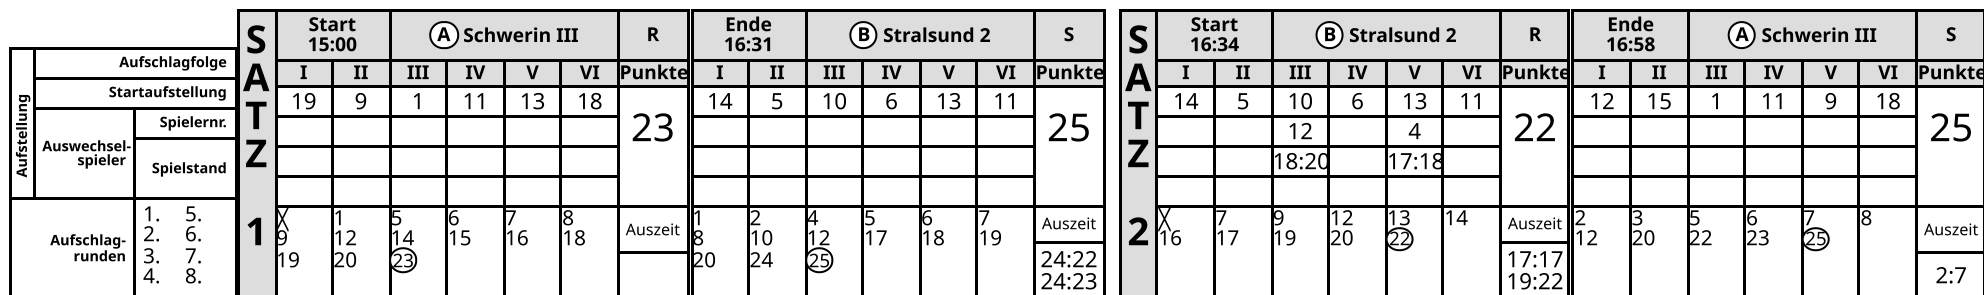 Aufstellung
Aufschlagfolge
Startaufstellung
Auswechsel-
spieler
Spielernr.
Spielstand
Aufschlag-
runden
1. 5.
2. 6.
3. 7.
4. 8.
SATZ 1
Start 15:00 A Schwerin III R
I II III IV V VI Punkte
19 9 1 11 13 18 23
X 1 5 6 7 8 Auszeit
9 12 14 15 16 18
19 20 23
Ende 16:31 B Stralsund 2 S
I II III IV V VI Punkte
14 5 10 6 13 11 25
1 2 4 5 6 7 Auszeit
8 10 12 17 18 19
20 24 25 24:22
24:23
SATZ 2
Start 16:34 B Stralsund 2 R
I II III IV V VI Punkte
14 5 10 6 13 11 22
12 4
18:20 17:18
X 7 9 12 13 14 Auszeit
16 17 19 20 22
17:17
19:22
Ende 16:58 A Schwerin III S
I II III IV V VI Punkte
12 15 1 11 9 18 25
2 3 5 6 7 8 Auszeit
12 20 22 23 25
2:7